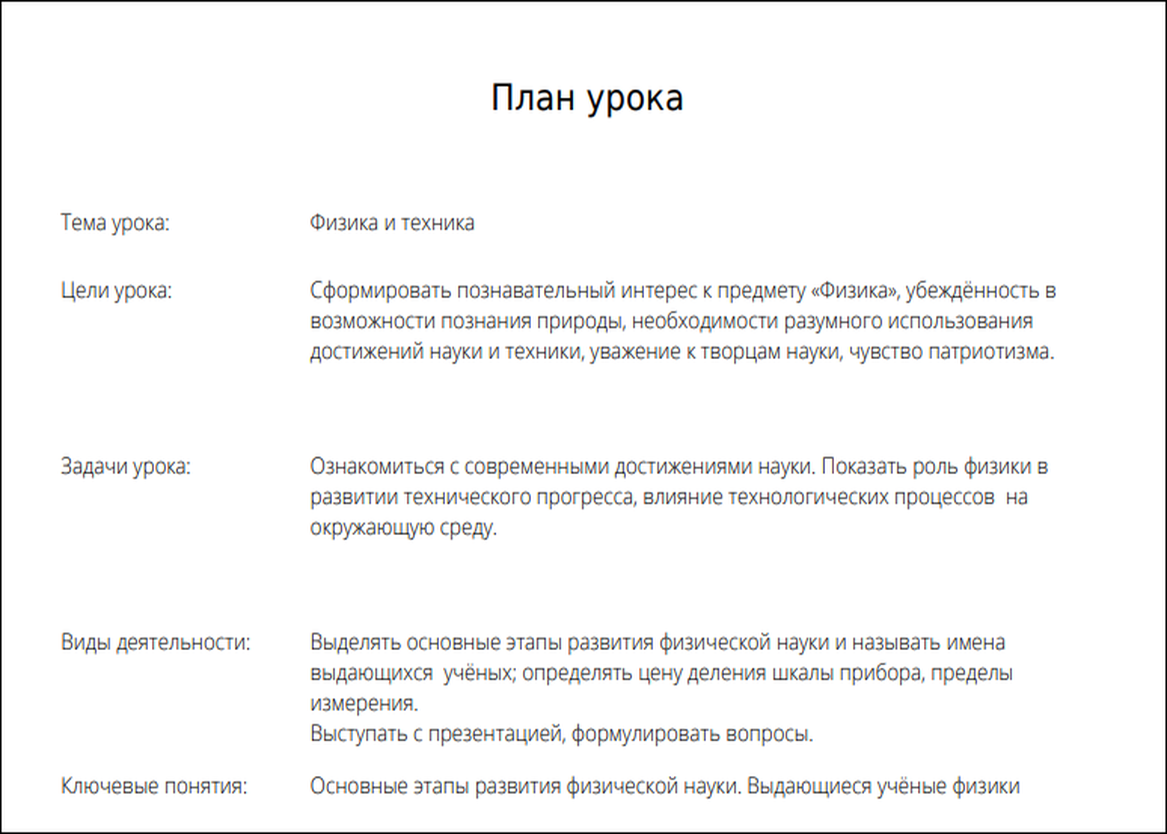 План урока
Тема урока: Физика и техника
Цели урока: Сформировать познавательный интерес к предмету «Физика», убеждённость в
возможности познания природы, необходимости разумного использования
достижений науки и техники, уважение к творцам науки, чувство патриотизма.
Задачи урока: Ознакомиться с современными достижениями науки. Показать роль физики в
развитии технического прогресса, влияние технологических процессов  на
окружающую среду.
Виды деятельности: Выделять основные этапы развития физической науки и называть имена
выдающихся  учёных; определять цену деления шкалы прибора, пределы
измерения.
Выступать с презентацией, формулировать вопросы.
Ключевые понятия: Основные этапы развития физической науки. Выдающиеся учёные физики